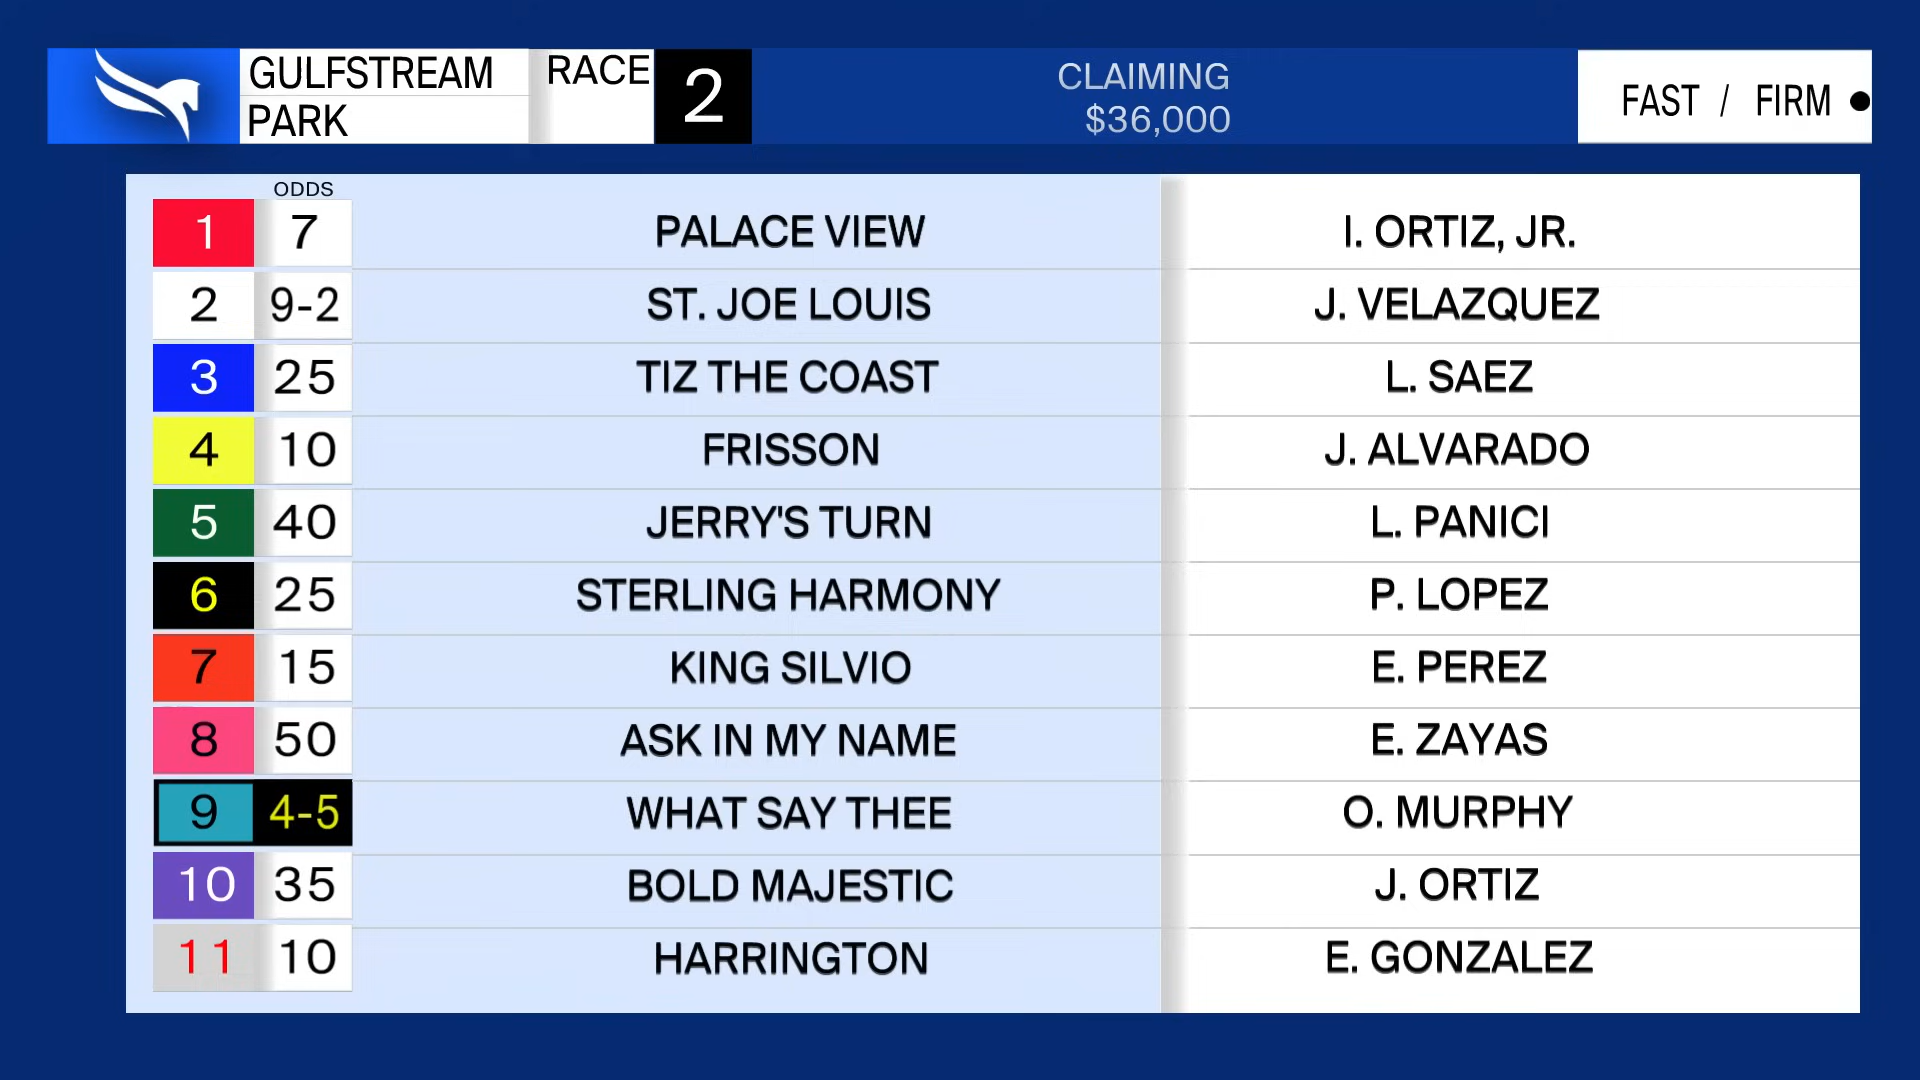 GULFSTREAM PARK
RACE 2
CLAIMING
$36,000
FAST / FIRM
ODDS
1 7 PALACE VIEW I. ORTIZ, JR.
2 9-2 ST. JOE LOUIS J. VELAZQUEZ
3 25 TIZ THE COAST L. SAEZ
4 10 FRISSON J. ALVARADO
5 40 JERRY'S TURN L. PANICI
6 25 STERLING HARMONY P. LOPEZ
7 15 KING SILVIO E. PEREZ
8 50 ASK IN MY NAME E. ZAYAS
9 4-5 WHAT SAY THEE O. MURPHY
10 35 BOLD MAJESTIC J. ORTIZ
11 10 HARRINGTON E. GONZALEZ